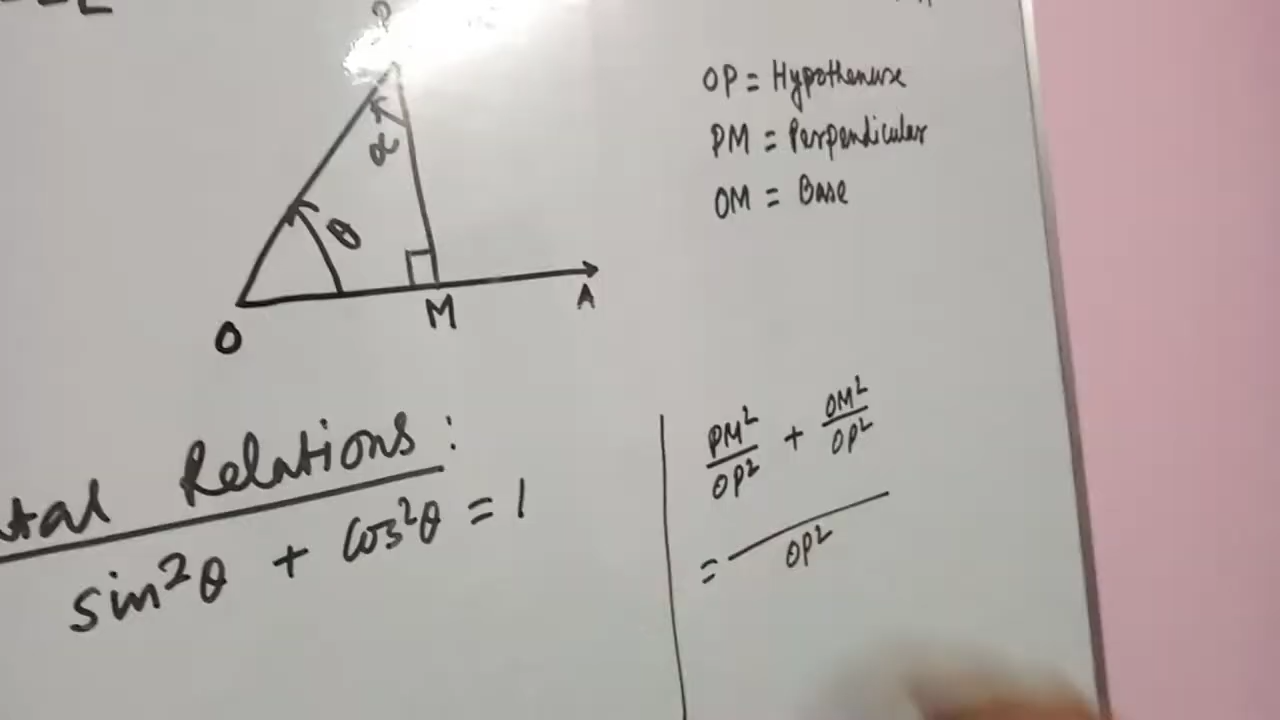 P
α
θ
O
M
A
OP = Hypothenuse
PM = Perpendicular
OM = Base
Relations :
sin²θ + cos²θ = 1
PM²/OP² + OM²/OP²
= /OP²